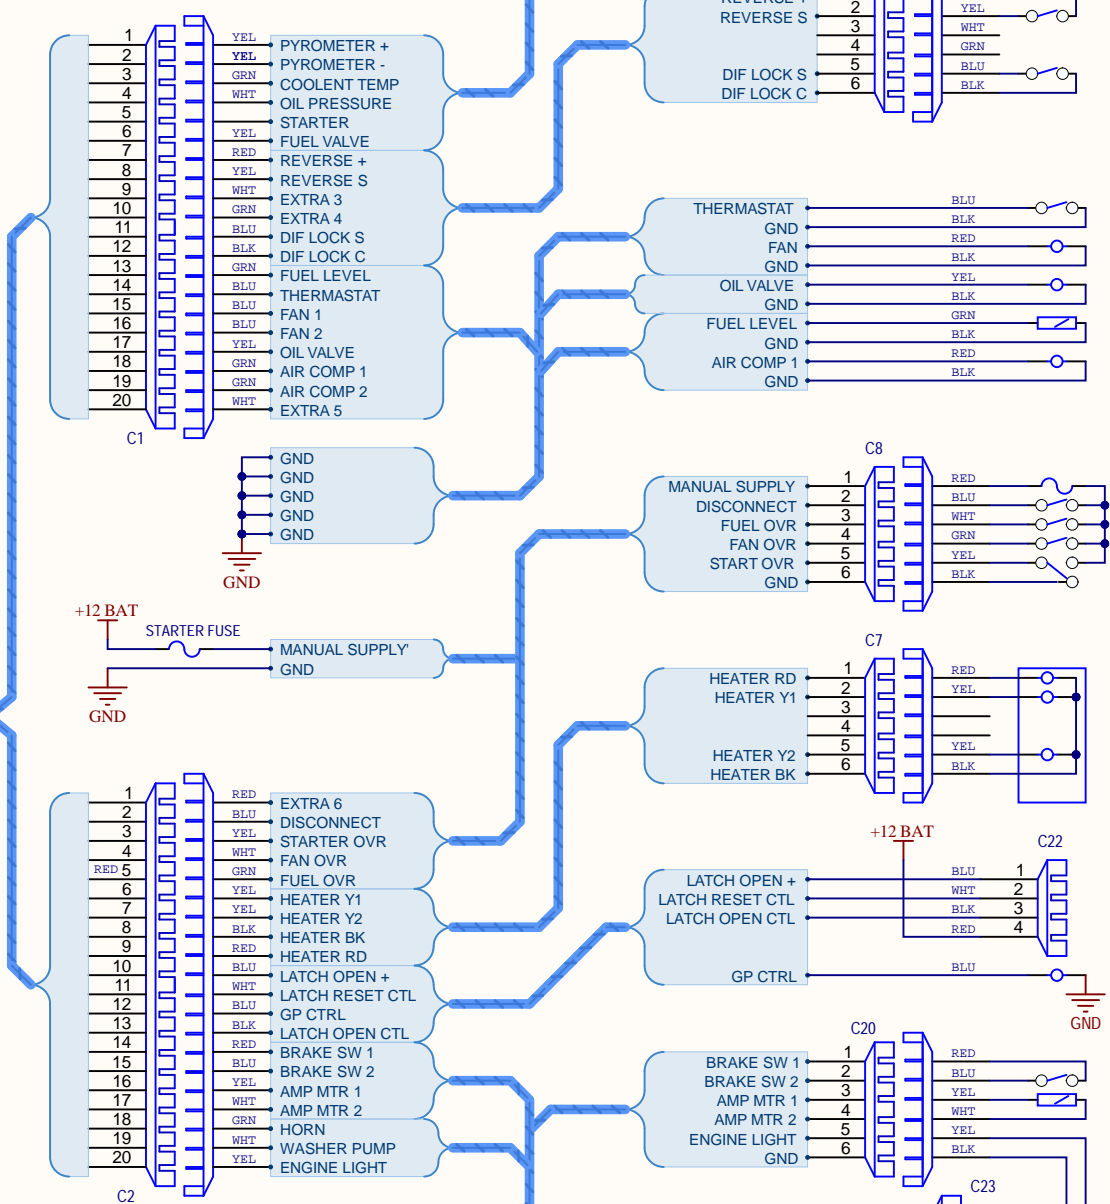 1 YEL PYROMETER +
2 YEL PYROMETER -
3 GRN COOLENT TEMP
4 WHT OIL PRESSURE
5 STARTER
6 YEL FUEL VALVE
7 RED REVERSE +
8 YEL REVERSE S
9 WHT EXTRA 3
10 GRN EXTRA 4
11 BLU DIF LOCK S
12 BLK DIF LOCK C
13 GRN FUEL LEVEL
14 BLU THERMASTAT
15 BLU FAN 1
16 BLU FAN 2
17 YEL OIL VALVE
18 GRN AIR COMP 1
19 GRN AIR COMP 2
20 WHT EXTRA 5
C1
REVERSE S 2 YEL
3 WHT
4 GRN
DIF LOCK S 5 BLU
DIF LOCK C 6 BLK
THERMASTAT BLU
GND BLK
FAN RED
GND BLK
OIL VALVE YEL
GND BLK
FUEL LEVEL GRN
GND BLK
AIR COMP 1 RED
GND BLK
GND
GND
GND
GND
GND
GND
C8
MANUAL SUPPLY 1 RED
DISCONNECT 2 BLU
FUEL OVR 3 WHT
FAN OVR 4 GRN
START OVR 5 YEL
GND 6 BLK
+12 BAT
STARTER FUSE
MANUAL SUPPLY'
GND
GND
C7
HEATER RD 1 RED
HEATER Y1 2 YEL
3
4
HEATER Y2 5 YEL
HEATER BK 6 BLK
1 RED EXTRA 6
2 BLU DISCONNECT
3 YEL STARTER OVR
4 WHT FAN OVR
RED 5 GRN FUEL OVR
6 YEL HEATER Y1
7 YEL HEATER Y2
8 BLK HEATER BK
9 RED HEATER RD
10 BLU LATCH OPEN +
11 WHT LATCH RESET CTL
12 BLU GP CTRL
13 BLK LATCH OPEN CTL
14 RED BRAKE SW 1
15 BLU BRAKE SW 2
16 YEL AMP MTR 1
17 WHT AMP MTR 2
18 GRN HORN
19 WHT WASHER PUMP
20 YEL ENGINE LIGHT
C2
+12 BAT
C22
LATCH OPEN + BLU 1
LATCH RESET CTL WHT 2
LATCH OPEN CTL BLK 3
RED 4
GP CTRL BLU
GND
C20
BRAKE SW 1 1 RED
BRAKE SW 2 2 BLU
AMP MTR 1 3 YEL
AMP MTR 2 4 WHT
ENGINE LIGHT 5 YEL
GND 6 BLK
C23